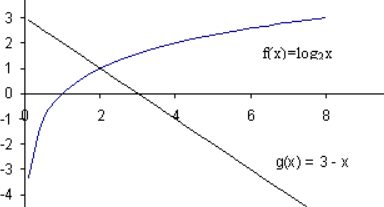 3
2
1
0
-1
-2
-3
-4
0 2 4 6 8
f(x)=log₂x
g(x) = 3 - x